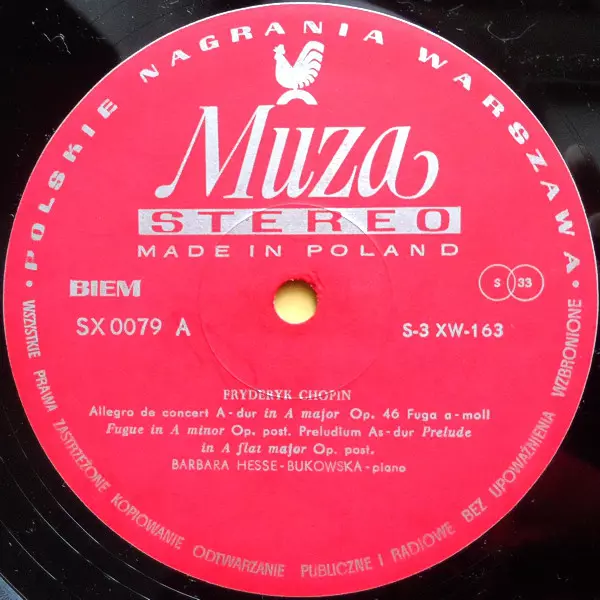 • POLSKIE NAGRANIA WARSZAWA •
Muza
STEREO
MADE IN POLAND
BIEM
S 33
SX 0079 A
S-3 XW-163
FRYDERYK CHOPIN
Allegro de concert A-dur in A major Op. 46 Fuga a-moll
Fugue in A minor Op. post. Preludium As-dur Prelude
in A flat major Op. post.
BARBARA HESSE-BUKOWSKA-piano
WSZYSTKIE PRAWA ZASTRZEŻONE KOPIOWANIE ODTWARZANIE PUBLICZNE I RADIOWE BEZ UPOWAŻNIENIA WZBRONIONE